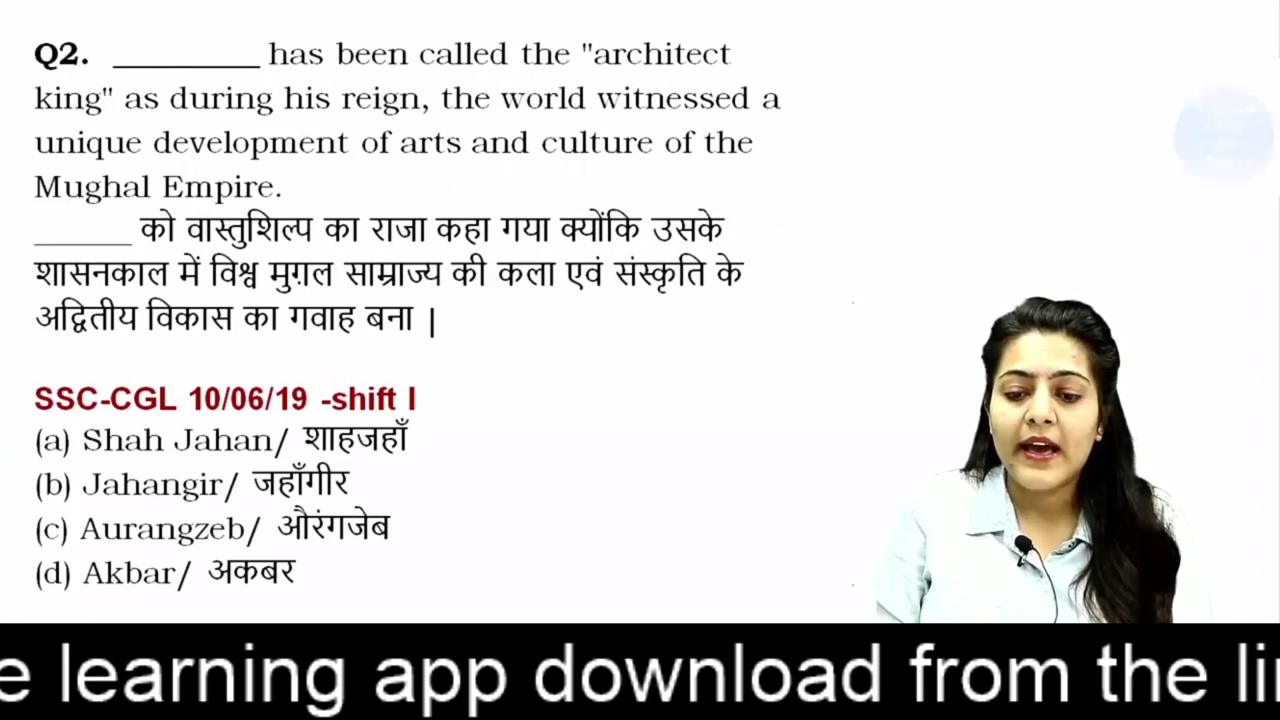 Q2. __________ has been called the "architect
king" as during his reign, the world witnessed a
unique development of arts and culture of the
Mughal Empire.
______ को वास्तुशिल्प का राजा कहा गया क्योंकि उसके
शासनकाल में विश्व मुग़ल साम्राज्य की कला एवं संस्कृति के
अद्वितीय विकास का गवाह बना |
SSC-CGL 10/06/19 -shift I
(a) Shah Jahan/ शाहजहाँ
(b) Jahangir/ जहाँगीर
(c) Aurangzeb/ औरंगजेब
(d) Akbar/ अकबर
e learning app download from the li